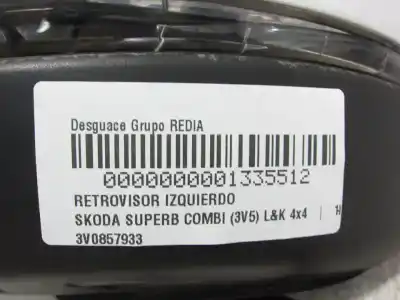 Desguace Grupo REDIA
0000000001335512
RETROVISOR IZQUIERDO
SKODA SUPERB COMBI (3V5) L&K 4x4 |
3V0857933